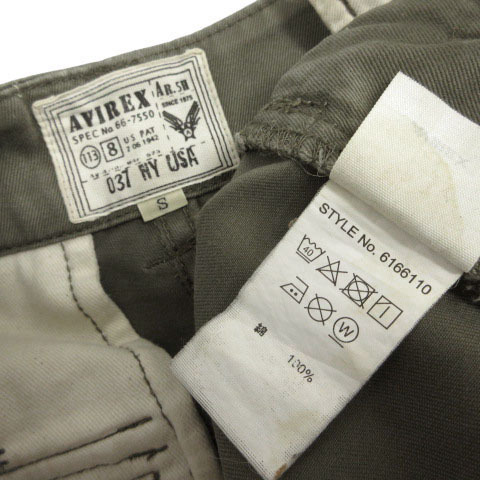 AVIREX AR.SH
SINCE 1975
SPEC No 66-7550
113 8 U.S. PAT
2 06 1942
037 NY USA
S
STYLE No. 6166110
40
W
綿 100%